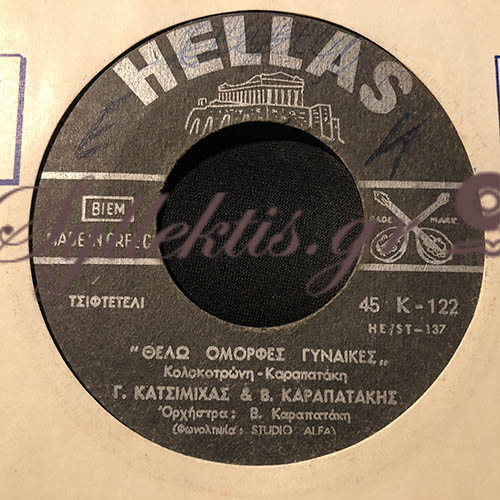 HELLAS
BIEM
MADE IN GREECE
TRADE MARK
ΤΣΙΦΤΕΤΕΛΙ
45 K-122
HE/ST-137
"ΘΕΛΩ ΟΜΟΡΦΕΣ ΓΥΝΑΙΚΕΣ„
Κολοκοτρώνη - Καραπατάκη
Γ. ΚΑΤΣΙΜΙΧΑΣ & Β. ΚΑΡΑΠΑΤΑΚΗΣ
Ὀρχήστρα: Β. Καραπατάκη
(Φωνοληψία: STUDIO ALFA)
Syllektis.gr